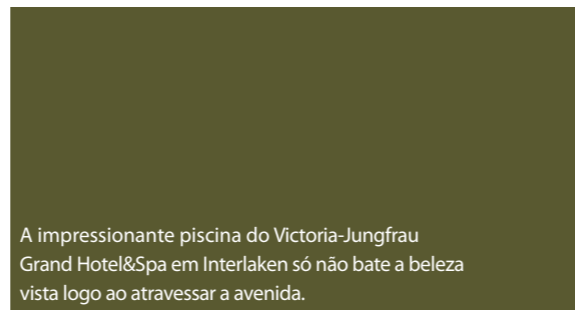 A impressionante piscina do Victoria-Jungfrau
Grand Hotel&Spa em Interlaken só não bate a beleza
vista logo ao atravessar a avenida.